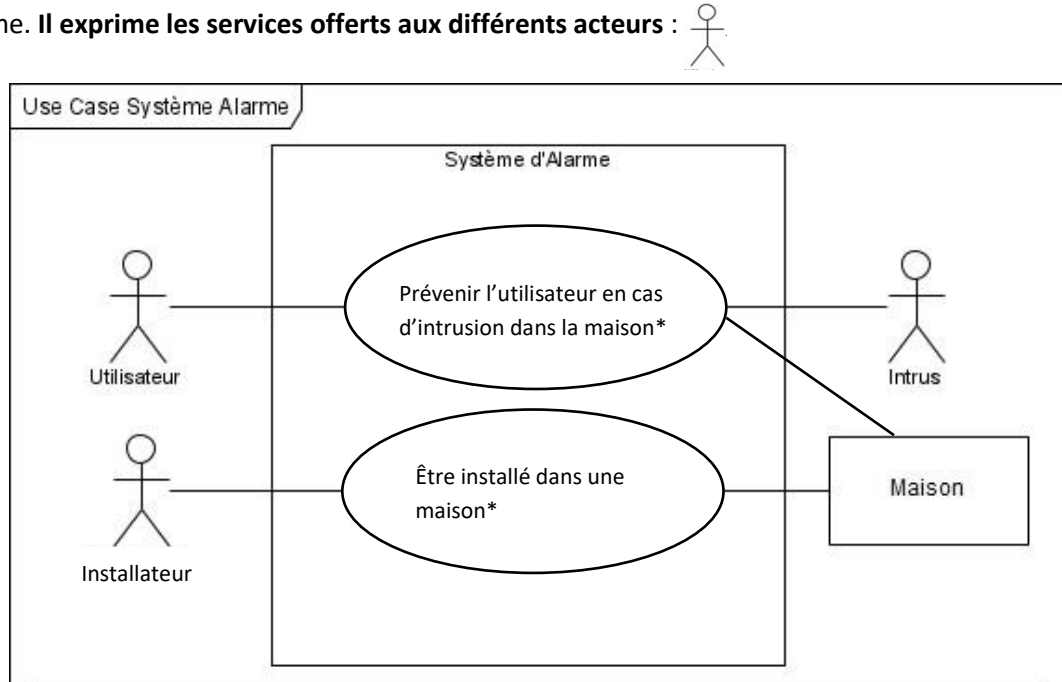 ne. Il exprime les services offerts aux différents acteurs :
Use Case Système Alarme
Système d'Alarme
Prévenir l’utilisateur en cas
d’intrusion dans la maison*
Utilisateur
Intrus
Être installé dans une
maison*
Maison
Installateur